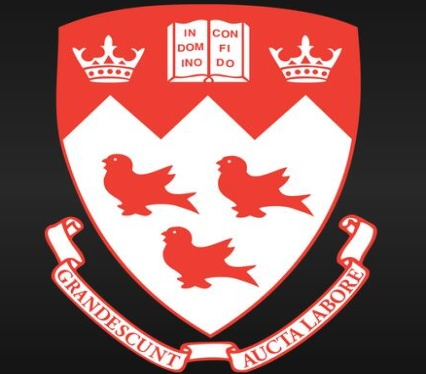 IN
DOM
INO
CON
FI
DO
GRANDESCUNT AUCTA LABORE